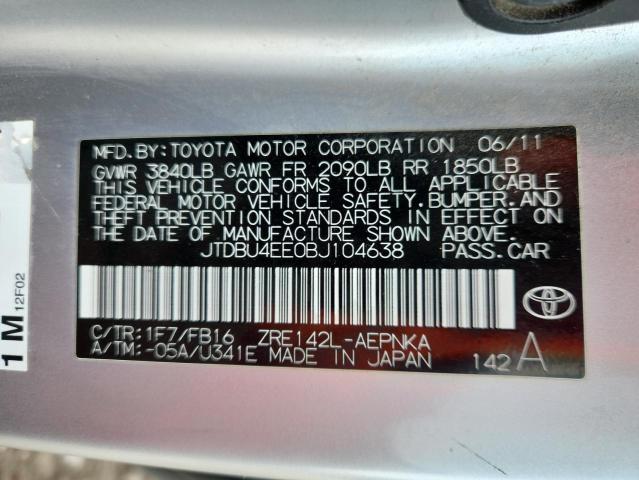 MFD.BY:TOYOTA MOTOR CORPORATION 06/11
GVWR 3840LB GAWR FR 2090LB RR 1850LB
THIS VEHICLE CONFORMS TO ALL APPLICABLE
FEDERAL MOTOR VEHICLE SAFETY, BUMPER, AND
THEFT PREVENTION STANDARDS IN EFFECT ON
THE DATE OF MANUFACTURE SHOWN ABOVE.
JTDBU4EE0BJ104638 PASS.CAR
C/TR:1F7/FB16 ZRE142L-AEPNKA
A/TM:-05A/U341E MADE IN JAPAN 142 A
1 M
12F02